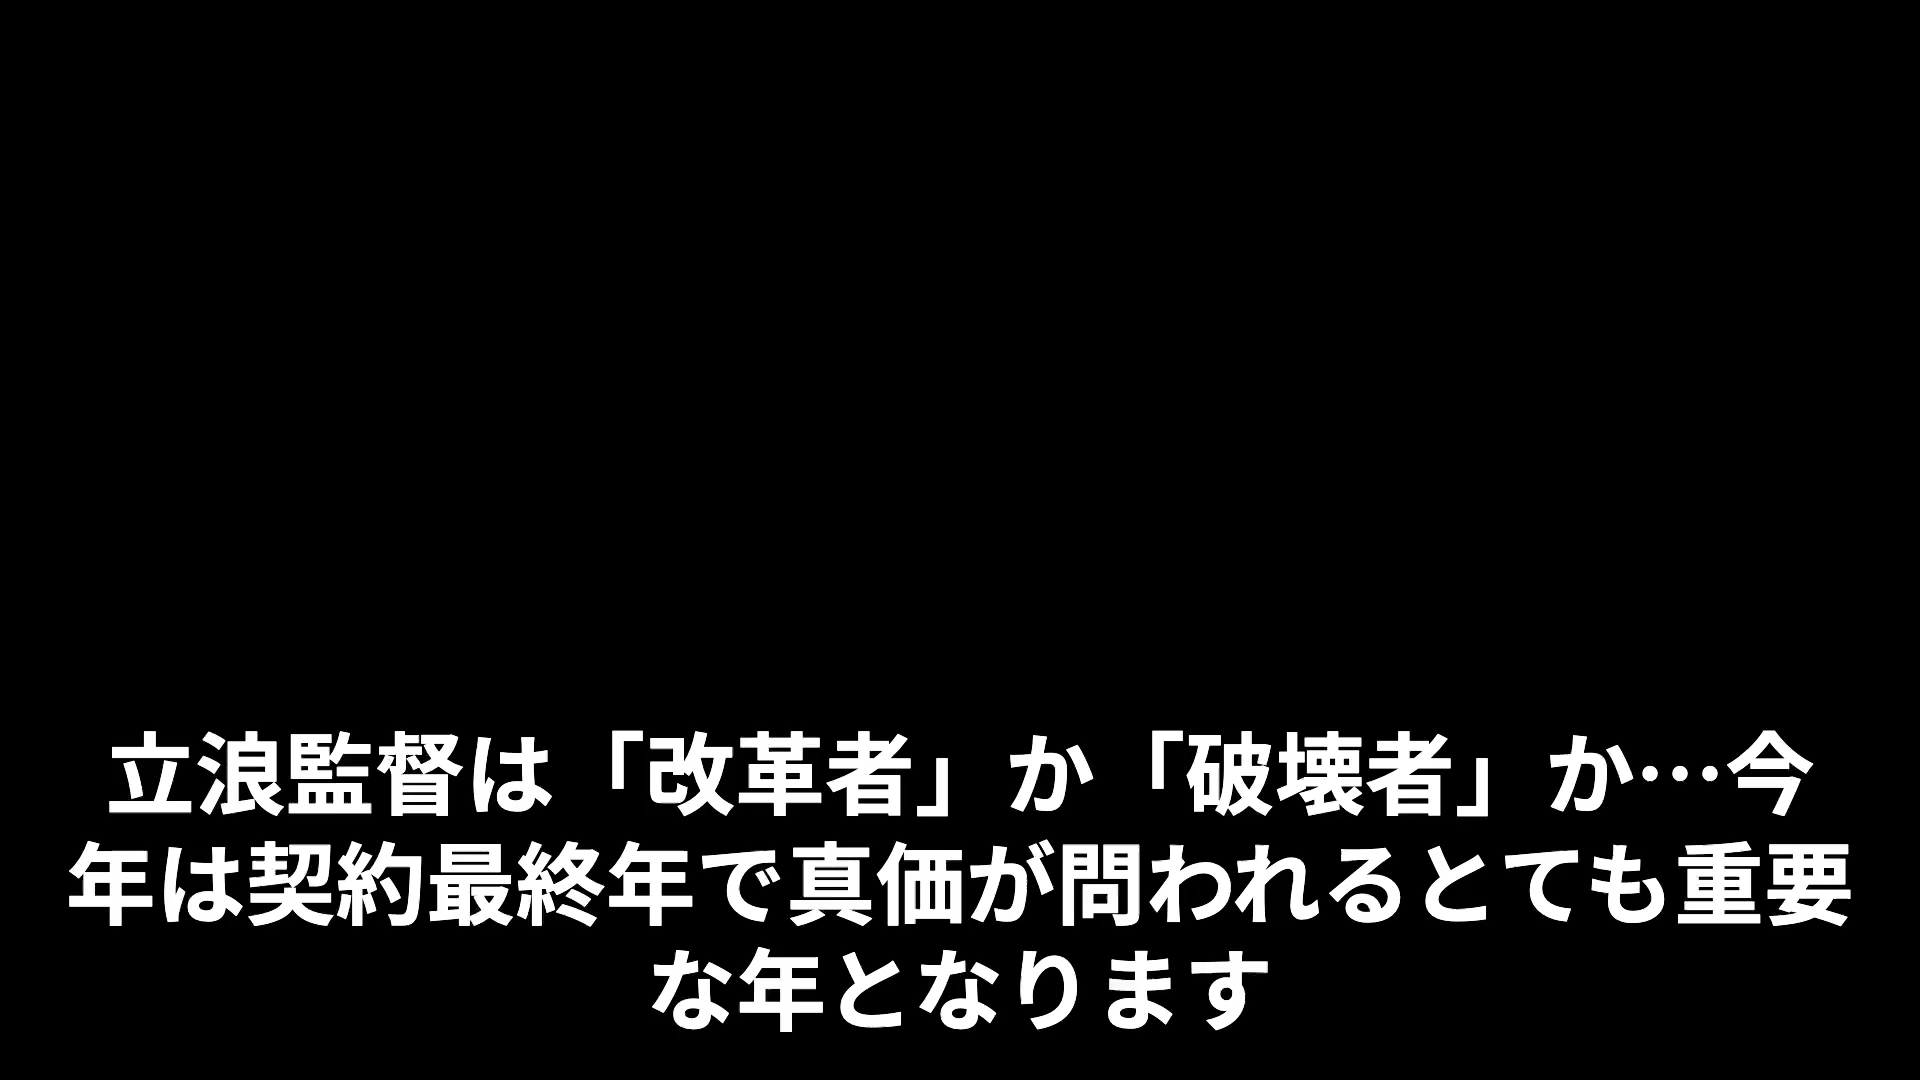 立浪監督は「改革者」か「破壊者」か…今
年は契約最終年で真価が問われるとても重要
な年となります